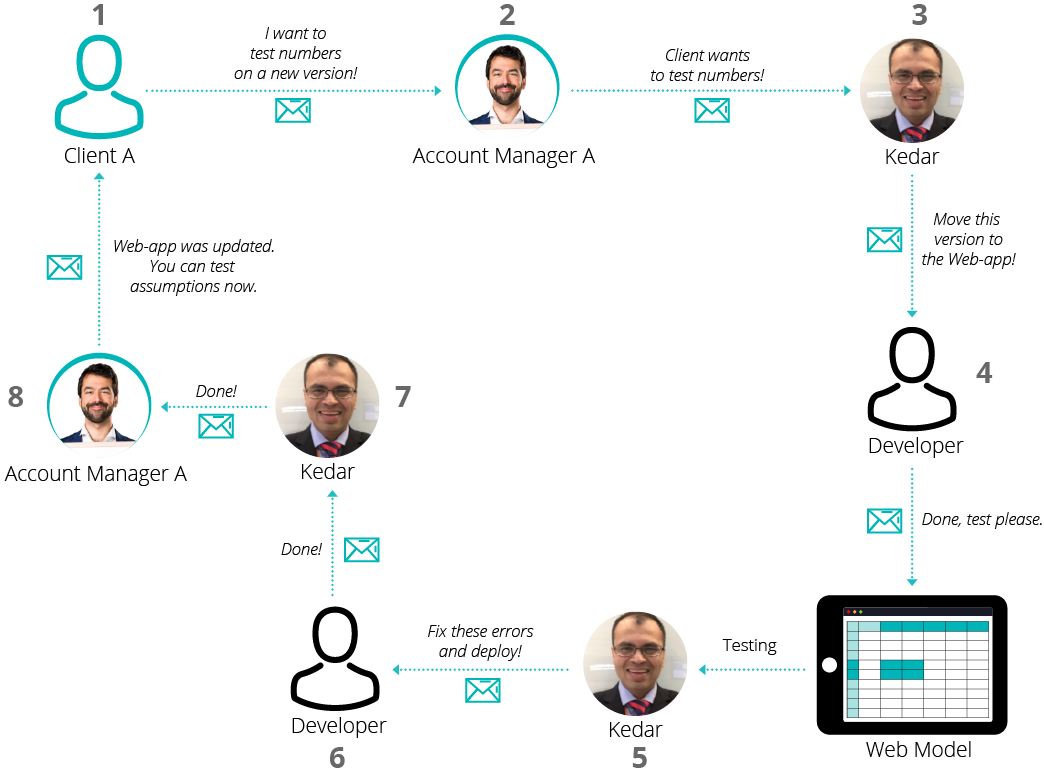 1
2
3
I want to
test numbers
on a new version!
Client wants
to test numbers!
Client A
Account Manager A
Kedar
Move this
version to
the Web-app!
Web-app was updated.
You can test
assumptions now.
4
Developer
8
Done!
7
Account Manager A
Kedar
Done, test please.
Done!
Fix these errors
and deploy!
Testing
Developer
6
Kedar
5
Web Model